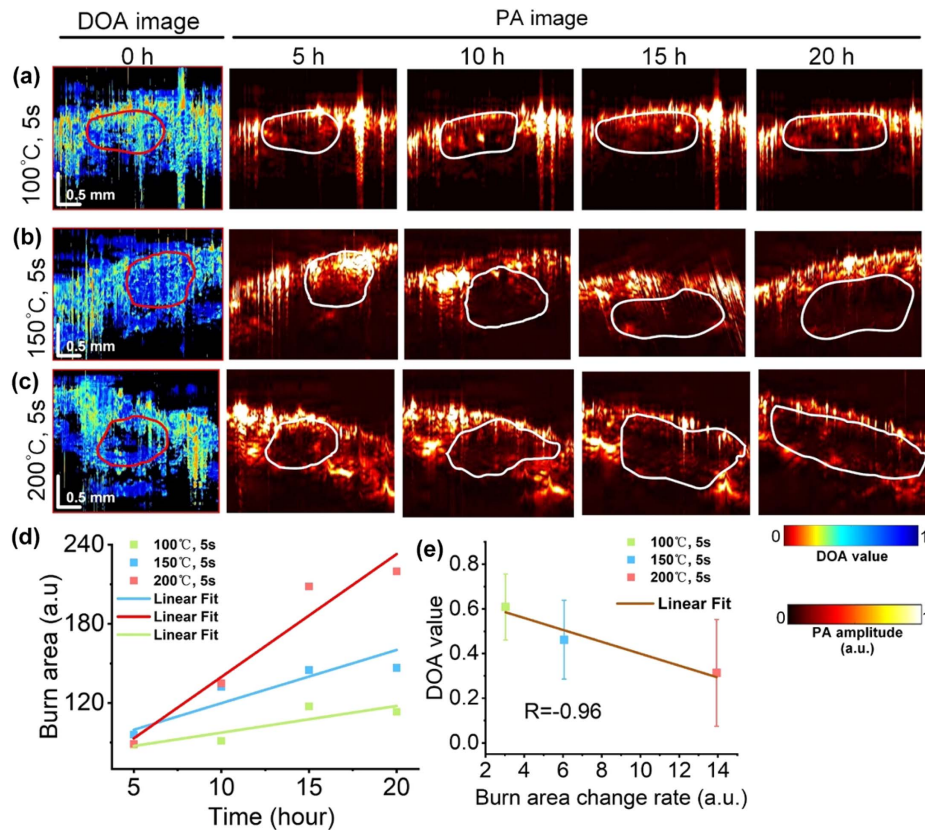 DOA image
PA image
0 h
5 h
10 h
15 h
20 h
(a)
100°C, 5s
0.5 mm
(b)
150°C, 5s
0.5 mm
(c)
200°C, 5s
0.5 mm
(d)
240
180
120
Burn area (a.u)
100℃, 5s
150℃, 5s
200℃, 5s
Linear Fit
Linear Fit
Linear Fit
5
10
15
20
Time (hour)
(e)
0.8
0.6
0.4
0.2
0.0
DOA value
100℃, 5s
150℃, 5s
200℃, 5s
Linear Fit
R=-0.96
2
4
6
8
10
12
14
Burn area change rate (a.u.)
0
1
DOA value
0
1
PA amplitude
(a.u.)